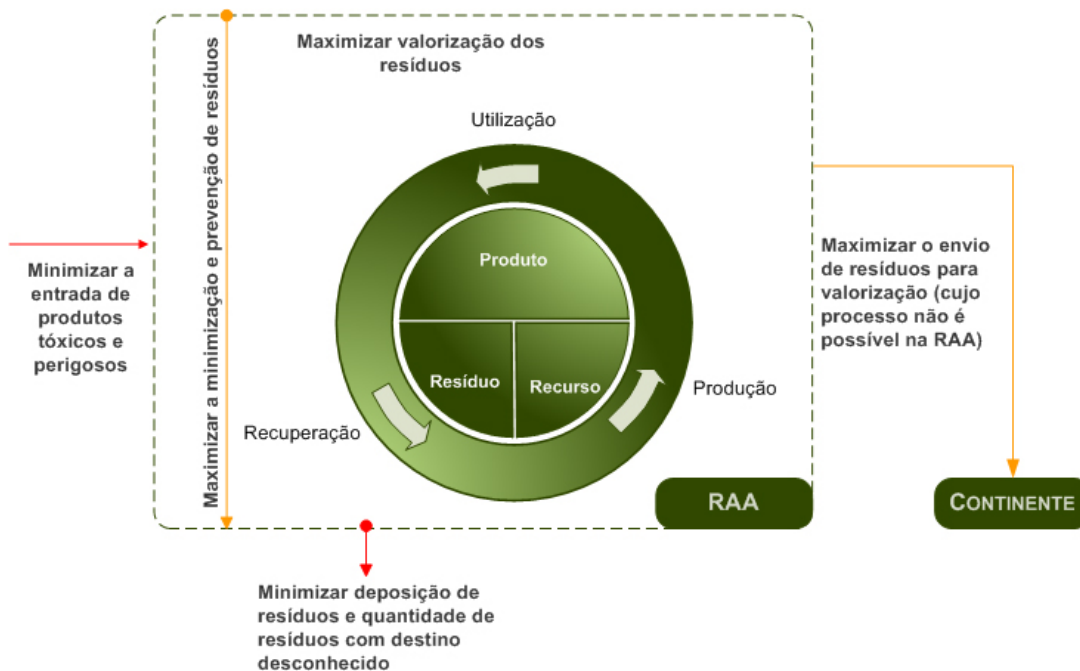 Maximizar valorização dos
resíduos
Maximizar a minimização e prevenção de resíduos
Utilização
Minimizar a
entrada de
produtos
tóxicos e
perigosos
Produto
Resíduo
Recurso
Recuperação
Produção
Maximizar o envio
de resíduos para
valorização (cujo
processo não é
possível na RAA)
RAA
CONTINENTE
Minimizar deposição de
resíduos e quantidade de
resíduos com destino
desconhecido